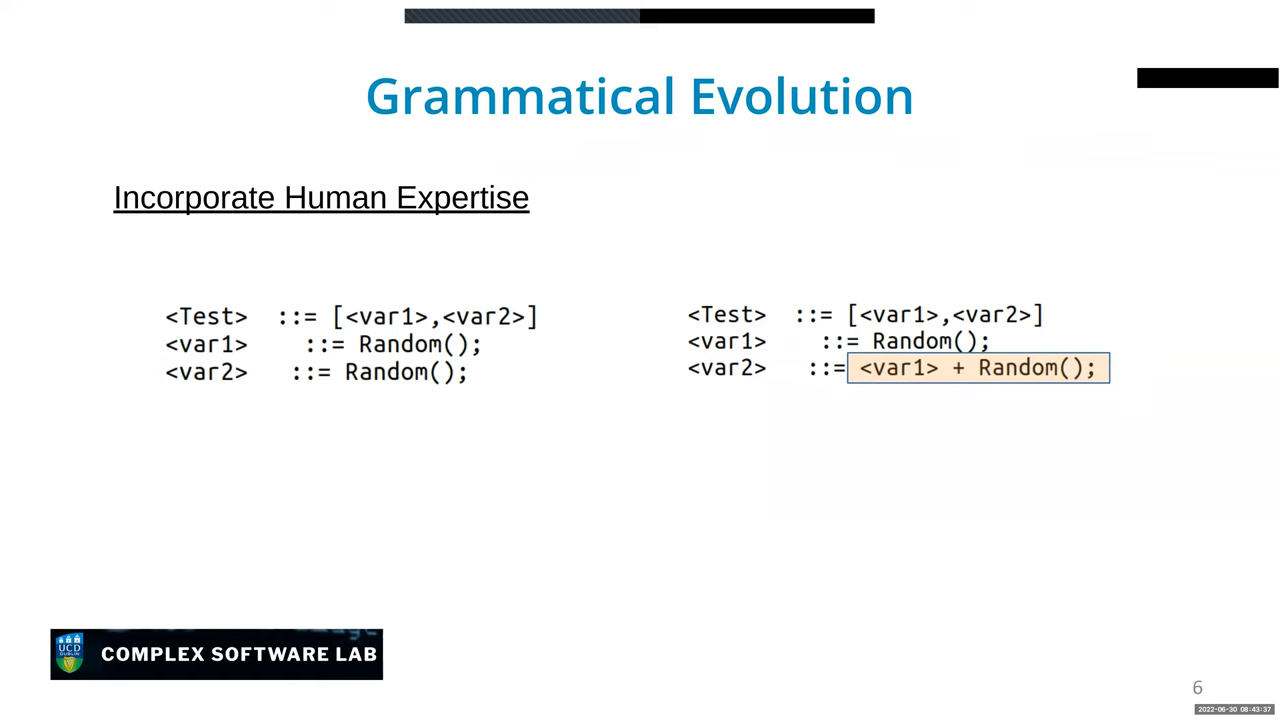 Grammatical Evolution
Incorporate Human Expertise
<Test> ::= [<var1>,<var2>]
<var1> ::= Random();
<var2> ::= Random();
<Test> ::= [<var1>,<var2>]
<var1> ::= Random();
<var2> ::= <var1> + Random();
UCD
DUBLIN
COMPLEX SOFTWARE LAB
6
2022-06-30 08:43:37